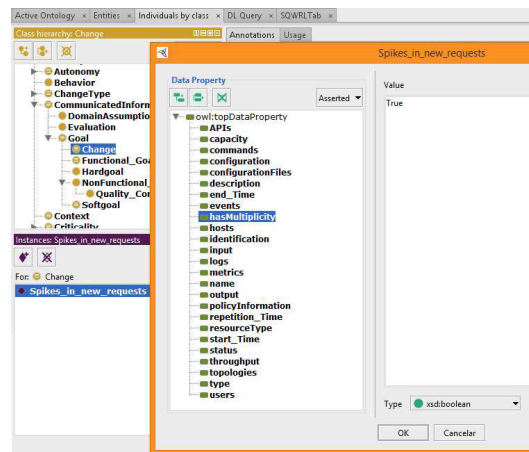 Active Ontology × Entities × Individuals by class × DL Query × SQWRLTab ×
Class hierarchy: Change
Annotations Usage
Autonomy
Behavior
ChangeType
CommunicatedInform
DomainAssumptio
Evaluation
Goal
Change
Functional_Goa
Hardgoal
NonFunctional_
Quality_Con
Softgoal
Context
Criticality
Instances: Spikes_in_new_requests
For: Change
Spikes_in_new_requests
Spikes_in_new_requests
Data Property
Asserted
owl:topDataProperty
APIs
capacity
commands
configuration
configurationFiles
description
end_Time
events
hasMultiplicity
hosts
identification
input
logs
metrics
name
output
policyInformation
repetition_Time
resourceType
start_Time
status
throughput
topologies
type
users
Value
True
Type xsd:boolean
OK Cancelar